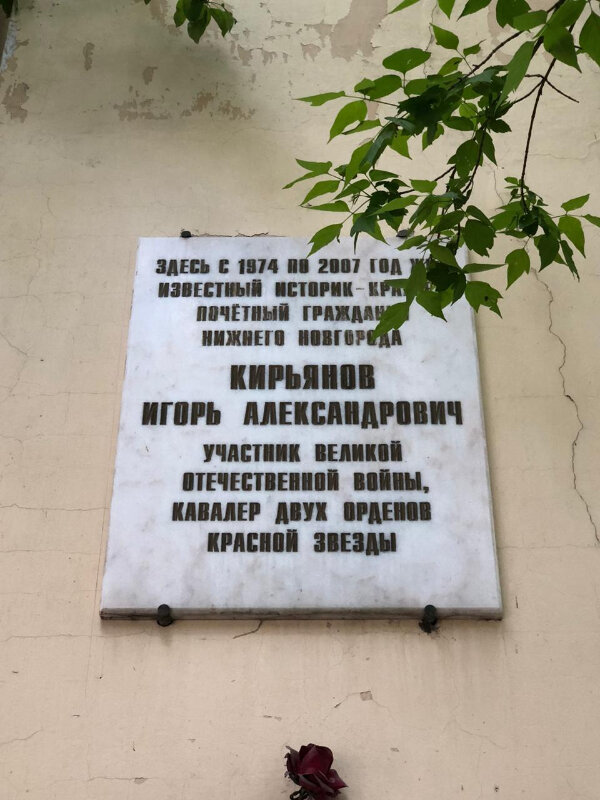 ЗДЕСЬ С 1974 ПО 2007 ГОД
ИЗВЕСТНЫЙ ИСТОРИК-
ПОЧЁТНЫЙ ГРАЖДАНИН
НИЖНЕГО НОВГОРОДА
КИРЬЯНОВ
ИГОРЬ АЛЕКСАНДРОВИЧ
УЧАСТНИК ВЕЛИКОЙ
ОТЕЧЕСТВЕННОЙ ВОЙНЫ,
КАВАЛЕР ДВУХ ОРДЕНОВ
КРАСНОЙ ЗВЕЗДЫ